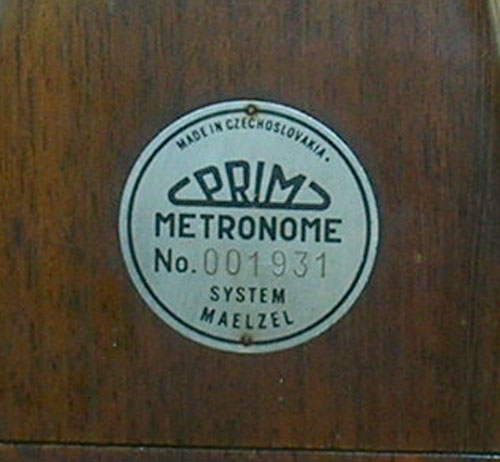 MADE IN CZECHOSLOVAKIA •
PRIM
METRONOME
No. 001931
SYSTEM
MAELZEL